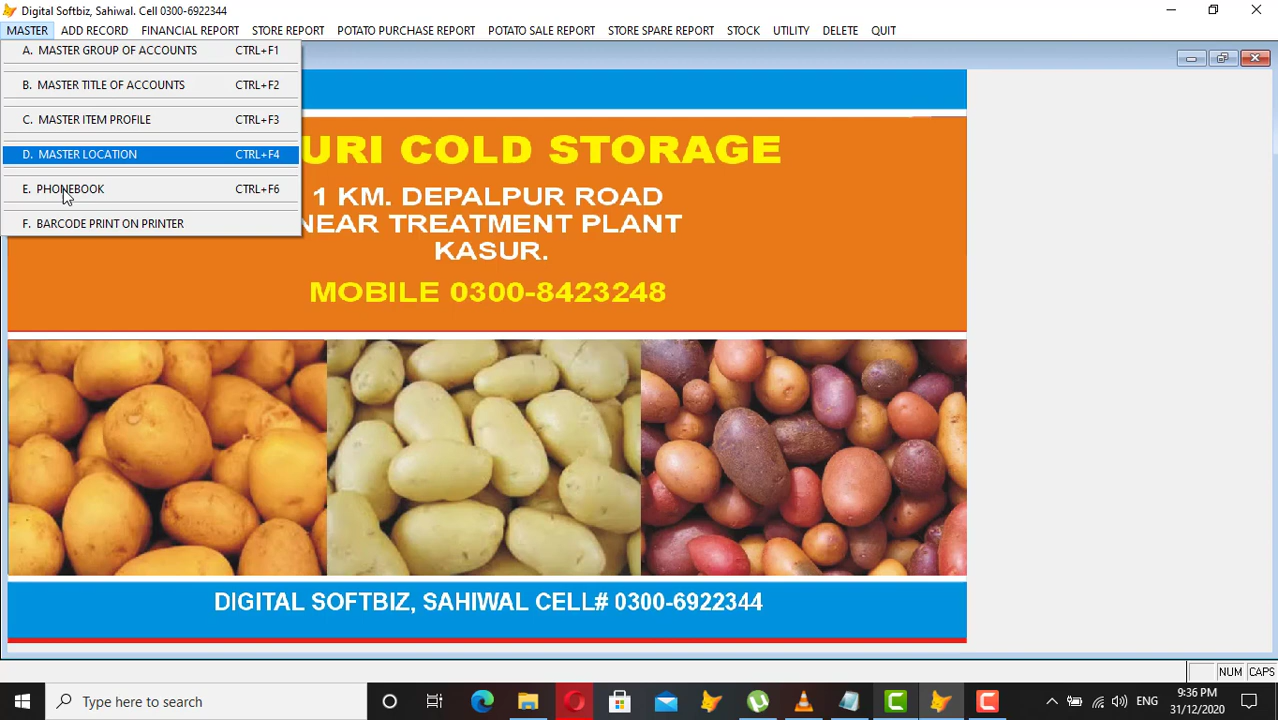 Digital Softbiz, Sahiwal. Cell 0300-6922344
MASTER ADD RECORD FINANCIAL REPORT STORE REPORT POTATO PURCHASE REPORT POTATO SALE REPORT STORE SPARE REPORT STOCK UTILITY DELETE QUIT
A. MASTER GROUP OF ACCOUNTS CTRL+F1
B. MASTER TITLE OF ACCOUNTS CTRL+F2
C. MASTER ITEM PROFILE CTRL+F3
D. MASTER LOCATION CTRL+F4
E. PHONEBOOK CTRL+F6
F. BARCODE PRINT ON PRINTER
URI COLD STORAGE
1 KM. DEPALPUR ROAD
NEAR TREATMENT PLANT
KASUR.
MOBILE 0300-8423248
DIGITAL SOFTBIZ, SAHIWAL CELL# 0300-6922344
NUM CAPS
Type here to search
ENG
9:36 PM
31/12/2020